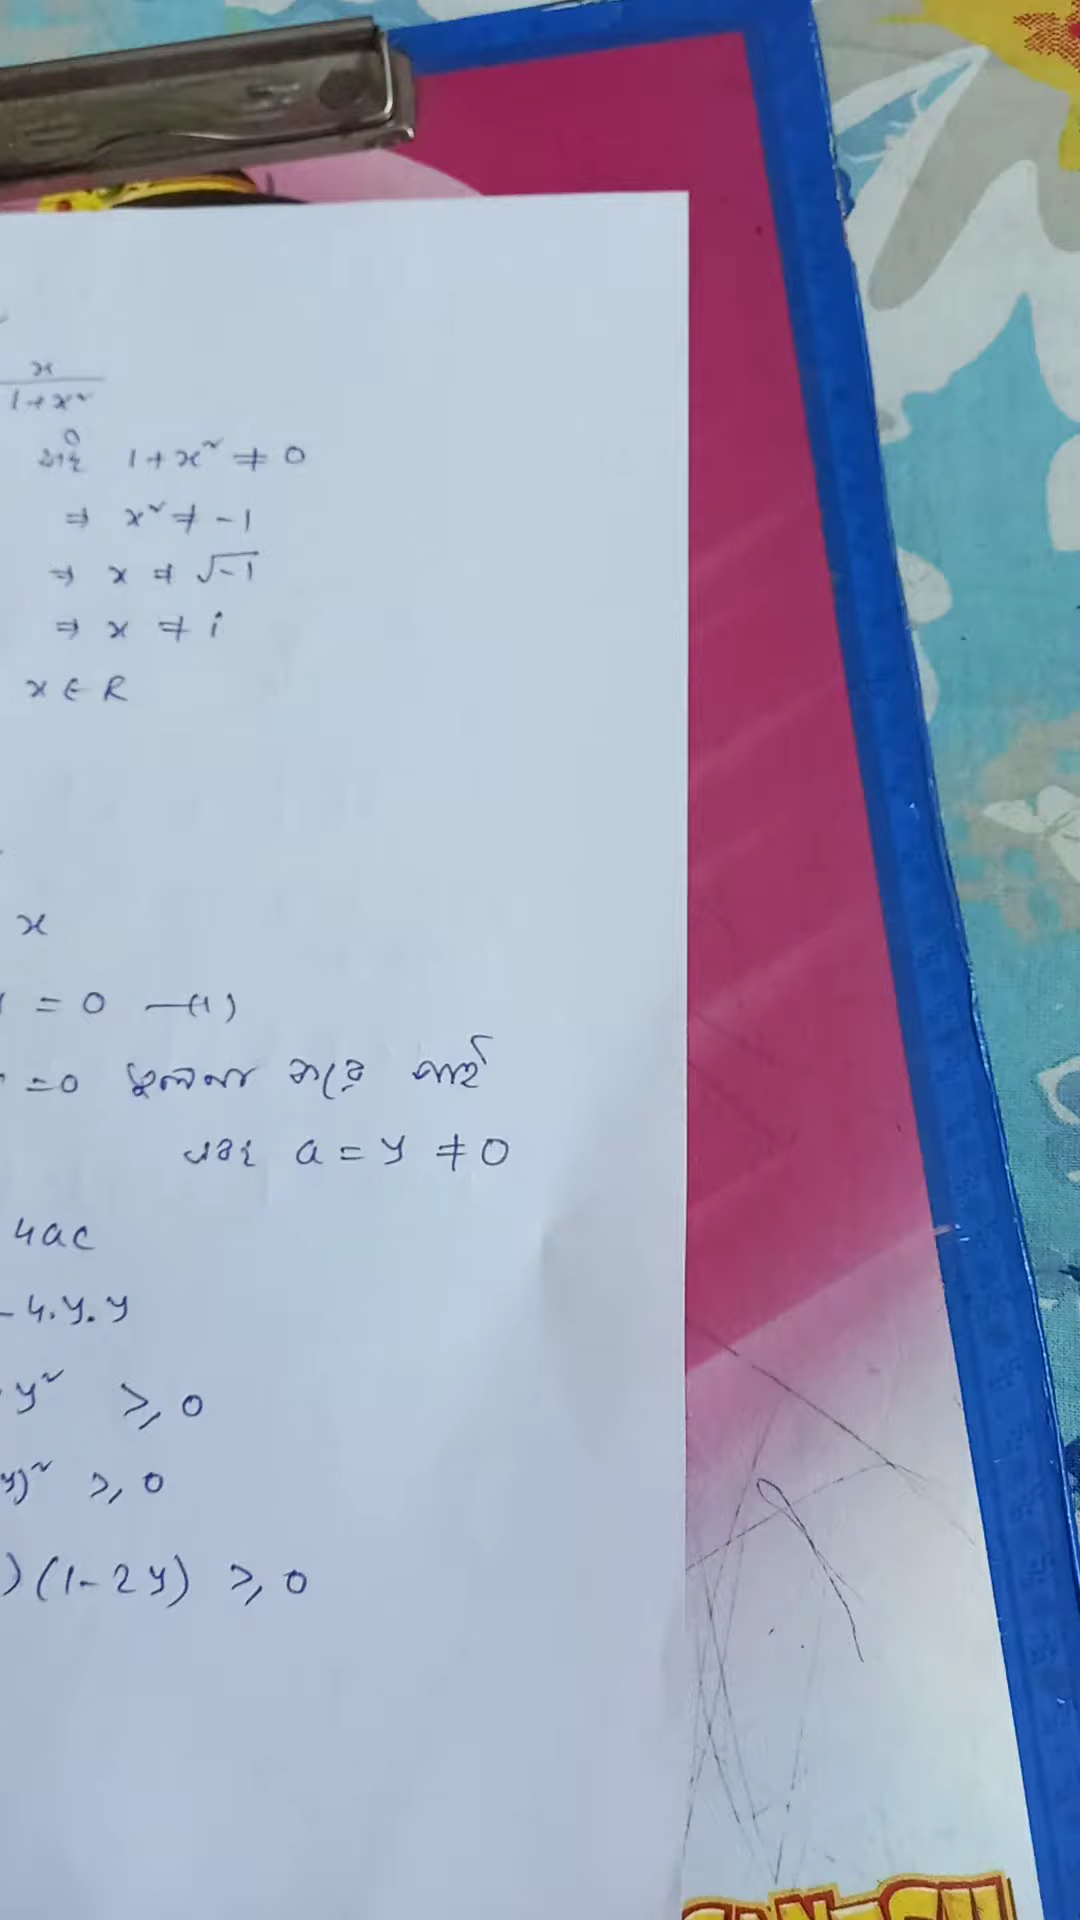 x
1+x²
1+x² ≠ 0
⇒ x² ≠ -1
⇒ x ≠ √-1
⇒ x ≠ i
x ∈ R
x
= 0 —(1)
=0 তুলনা করে পাই
এবং a = y ≠ 0
4ac
- 4.y.y
y² ≥ 0
y)² ≥ 0
)(1-2y) ≥ 0